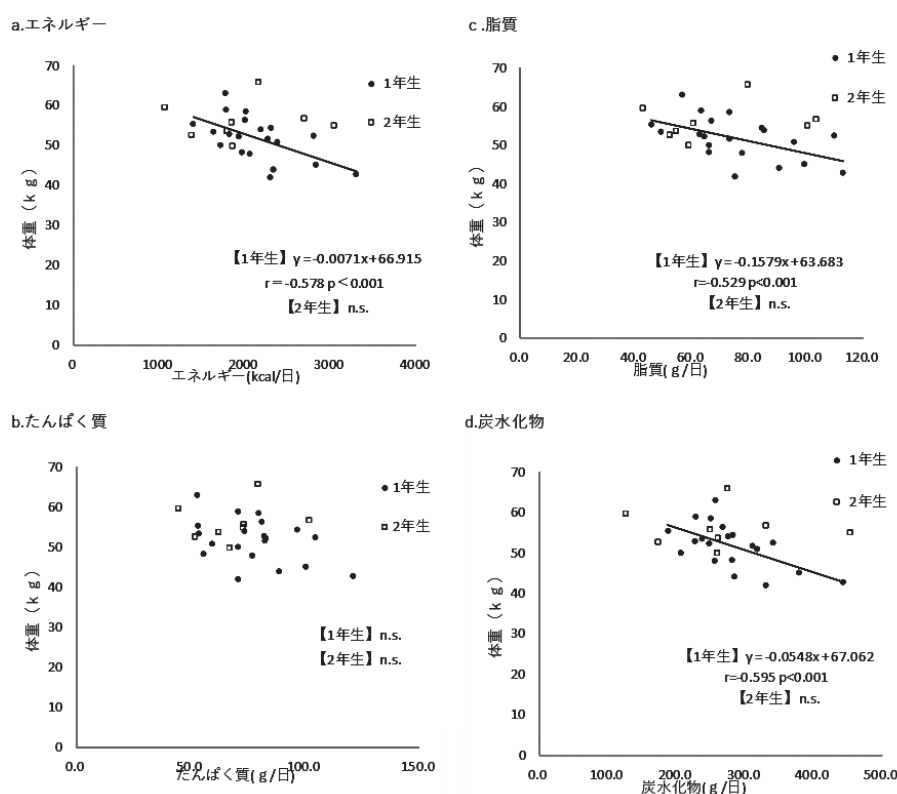 a.エネルギー
70
60
50
40
30
20
10
0
体重（ｋｇ）
● 1年生
□ 2年生
【1年生】y＝-0.0071x+66.915
r＝-0.578 p＜0.001
【2年生】n.s.
0
1000
2000
3000
4000
エネルギー(kcal/日)
c .脂質
70
60
50
40
30
20
10
0
体重（ｋｇ）
● 1年生
□ 2年生
【1年生】y＝-0.1579x+63.683
r=-0.529 p<0.001
【2年生】n.s.
0.0
20.0
40.0
60.0
80.0
100.0
120.0
脂質(ｇ/日)
b.たんぱく質
70
60
50
40
30
20
10
0
体重（ｋｇ）
● 1年生
□ 2年生
【1年生】n.s.
【2年生】n.s.
0.0
50.0
100.0
150.0
たんぱく質(ｇ/日)
d.炭水化物
70
60
50
40
30
20
10
0
体重（ｋｇ）
● 1年生
□ 2年生
【1年生】y＝-0.0548x+67.062
r=-0.595 p<0.001
【2年生】n.s.
0.0
100.0
200.0
300.0
400.0
500.0
炭水化物(ｇ/日)